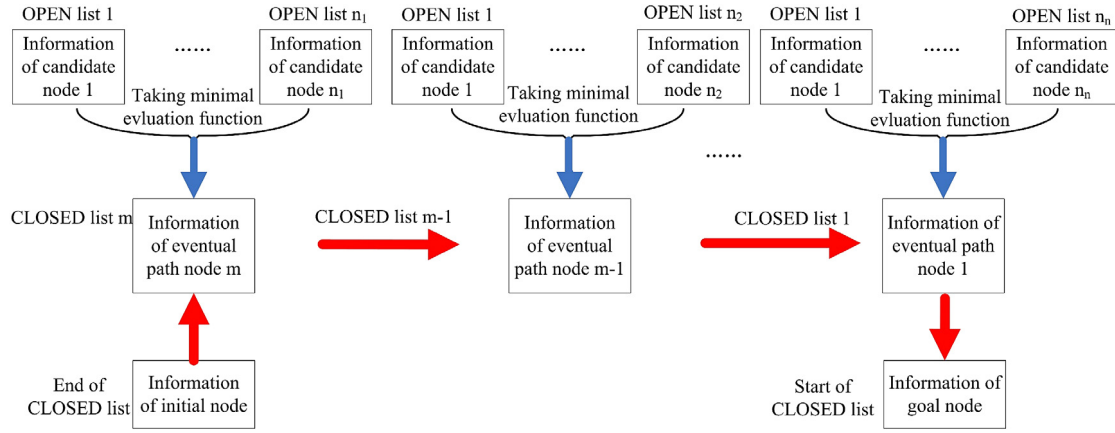 OPEN list 1
OPEN list n₁
OPEN list 1
OPEN list n₂
OPEN list 1
OPEN list nₙ
Information
of candidate
node 1
......
Information
of candidate
node n₁
Information
of candidate
node 1
......
Information
of candidate
node n₂
Information
of candidate
node 1
......
Information
of candidate
node nₙ
Taking minimal
evluation function
Taking minimal
evluation function
Taking minimal
evluation function
......
CLOSED list m
Information
of eventual
path node m
CLOSED list m-1
Information
of eventual
path node m-1
CLOSED list 1
Information of
eventual path
node 1
End of
CLOSED list
Information
of initial node
Start of
CLOSED list
Information of
goal node